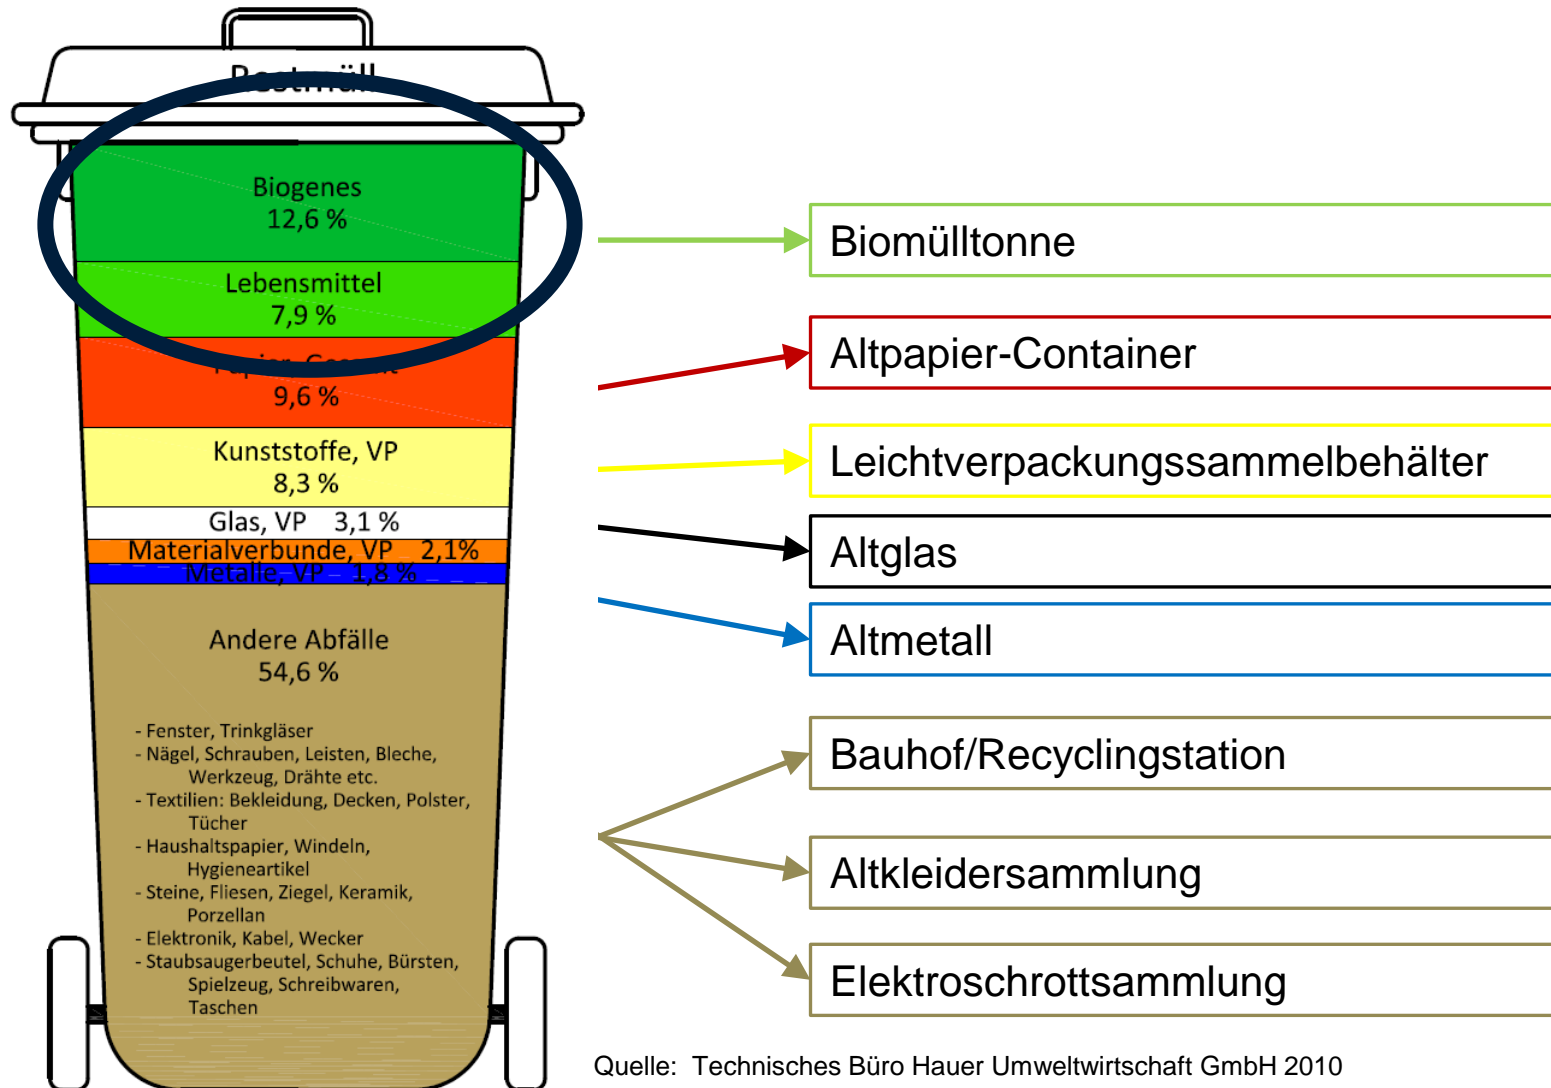 Restmüll
Biogenes
12,6 %
Lebensmittel
7,9 %
Papier, Gesamt
9,6 %
Kunststoffe, VP
8,3 %
Glas, VP 3,1 %
Materialverbunde, VP 2,1%
Metalle, VP 1,8 %
Andere Abfälle
54,6 %
- Fenster, Trinkgläser
- Nägel, Schrauben, Leisten, Bleche,
Werkzeug, Drähte etc.
- Textilien: Bekleidung, Decken, Polster,
Tücher
- Haushaltspapier, Windeln,
Hygieneartikel
- Steine, Fliesen, Ziegel, Keramik,
Porzellan
- Elektronik, Kabel, Wecker
- Staubsaugerbeutel, Schuhe, Bürsten,
Spielzeug, Schreibwaren,
Taschen
Biomülltonne
Altpapier-Container
Leichtverpackungssammelbehälter
Altglas
Altmetall
Bauhof/Recyclingstation
Altkleidersammlung
Elektroschrottsammlung
Quelle: Technisches Büro Hauer Umweltwirtschaft GmbH 2010